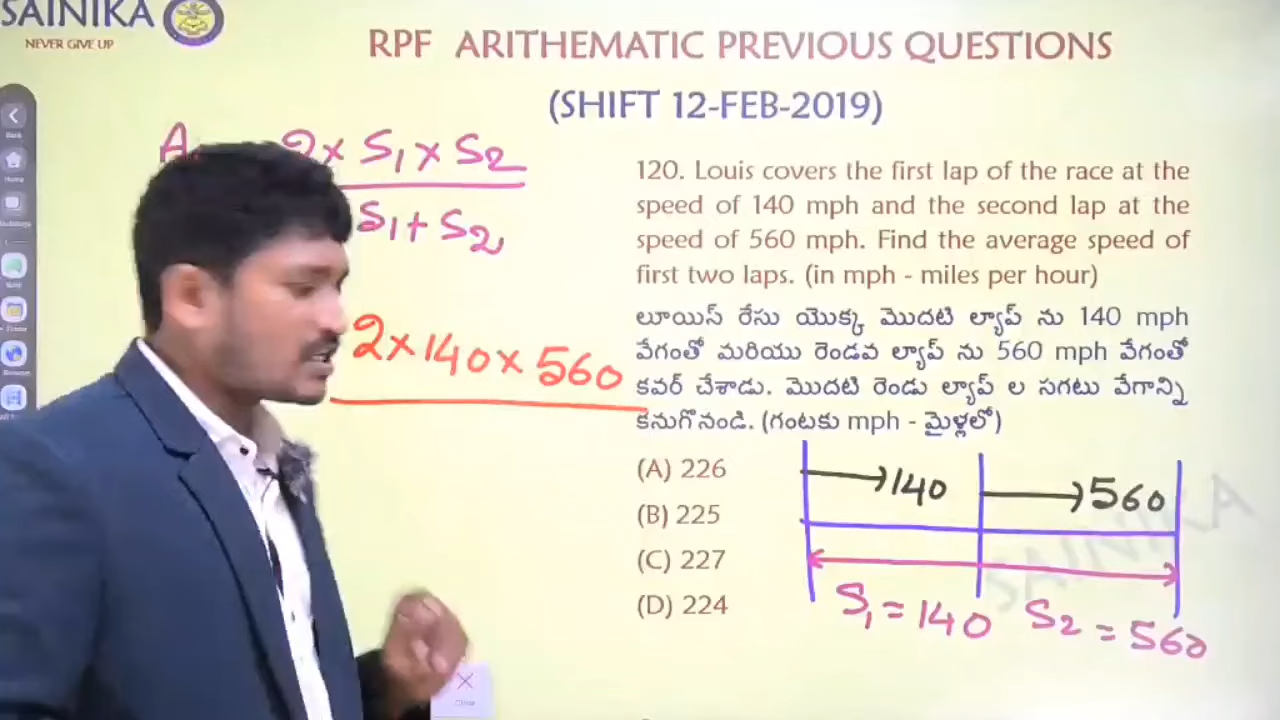 SAINIKA
NEVER GIVE UP
RPF ARITHEMATIC PREVIOUS QUESTIONS
(SHIFT 12-FEB-2019)
2 x S1 x S2
S1 + S2
2 x 140 x 560
120. Louis covers the first lap of the race at the
speed of 140 mph and the second lap at the
speed of 560 mph. Find the average speed of
first two laps. (in mph - miles per hour)
లూయిస్ రేసు యొక్క మొదటి ల్యాప్ ను 140 mph
వేగంతో మరియు రెండవ ల్యాప్ ను 560 mph వేగంతో
కవర్ చేశాడు. మొదటి రెండు ల్యాప్ ల సగటు వేగాన్ని
కనుగొనండి. (గంటకు mph - మైళ్లలో)
(A) 226
(B) 225
(C) 227
(D) 224
140
560
S1 = 140 S2 = 560
SAINIKA
Back
Home
Close